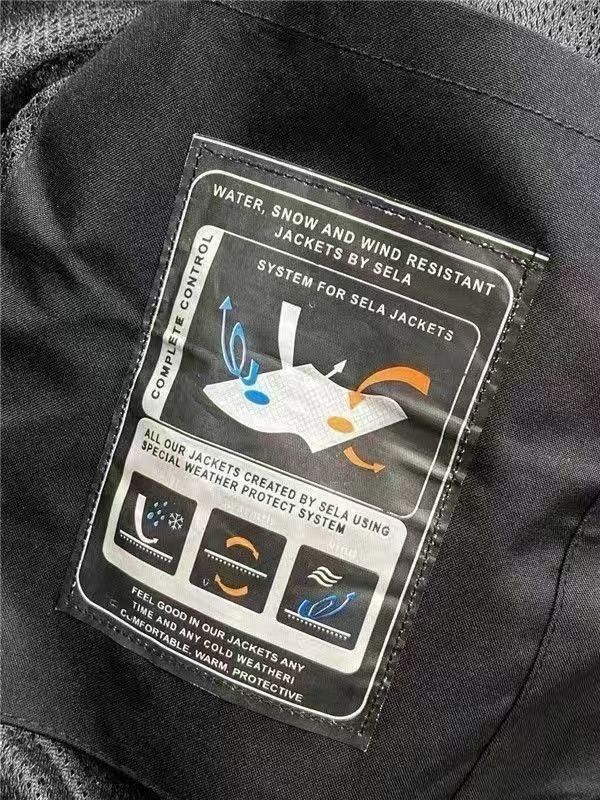 WATER, SNOW AND WIND RESISTANT
JACKETS BY SELA
COMPLETE CONTROL
SYSTEM FOR SELA JACKETS
ALL OUR JACKETS CREATED BY SELA USING
SPECIAL WEATHER PROTECT SYSTEM
FEEL GOOD IN OUR JACKETS ANY
TIME AND ANY COLD WEATHER!
COMFORTABLE. WARM, PROTECTIVE